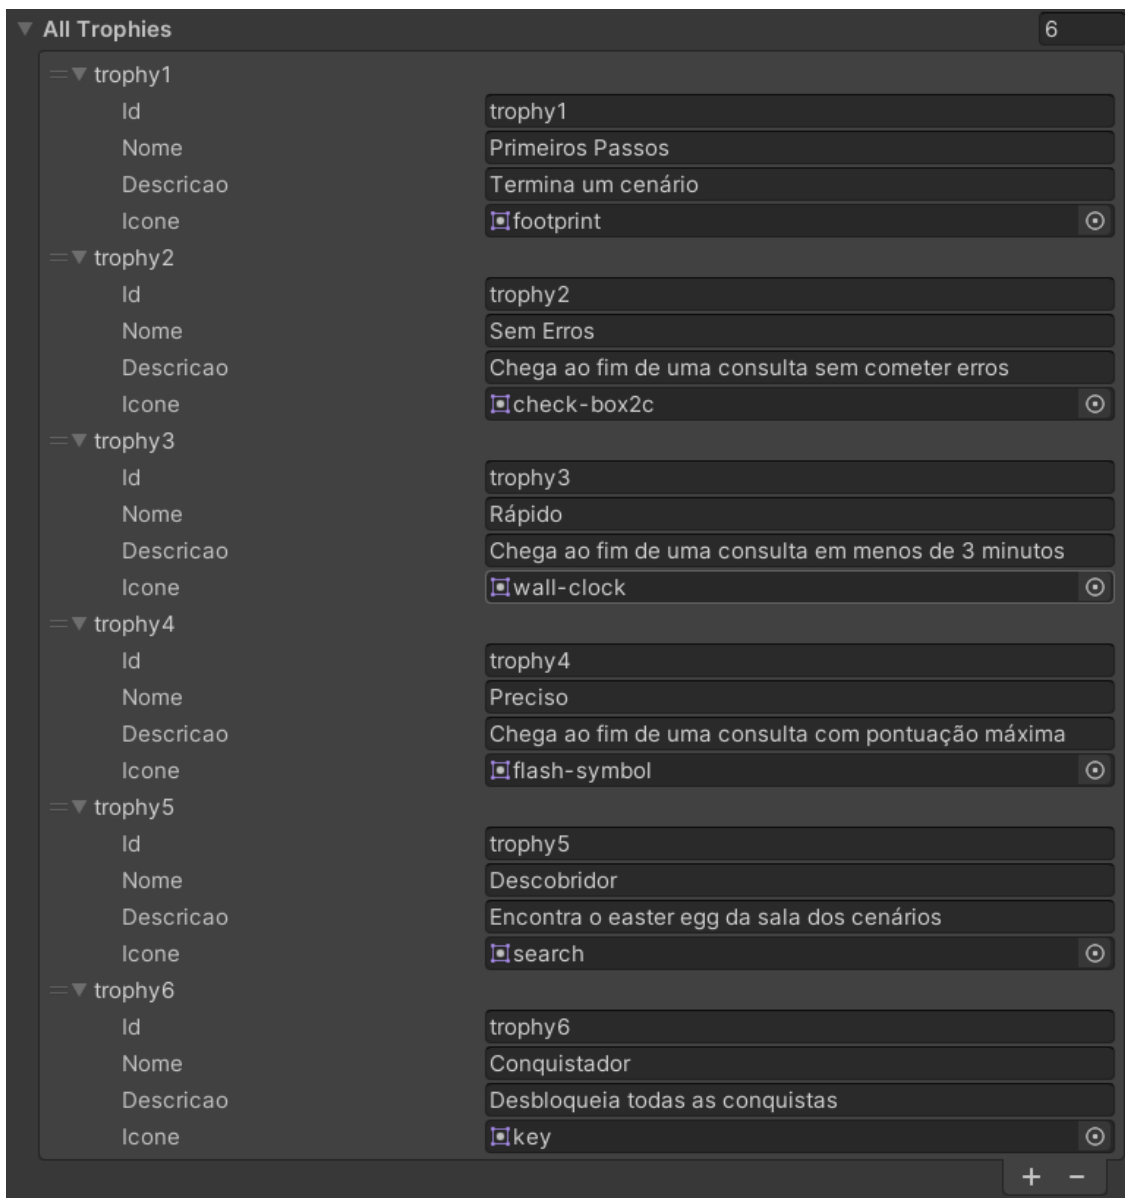 All Trophies 6
trophy1
Id trophy1
Nome Primeiros Passos
Descricao Termina um cenário
Icone footprint
trophy2
Id trophy2
Nome Sem Erros
Descricao Chega ao fim de uma consulta sem cometer erros
Icone check-box2c
trophy3
Id trophy3
Nome Rápido
Descricao Chega ao fim de uma consulta em menos de 3 minutos
Icone wall-clock
trophy4
Id trophy4
Nome Preciso
Descricao Chega ao fim de uma consulta com pontuação máxima
Icone flash-symbol
trophy5
Id trophy5
Nome Descobridor
Descricao Encontra o easter egg da sala dos cenários
Icone search
trophy6
Id trophy6
Nome Conquistador
Descricao Desbloqueia todas as conquistas
Icone key
+ -